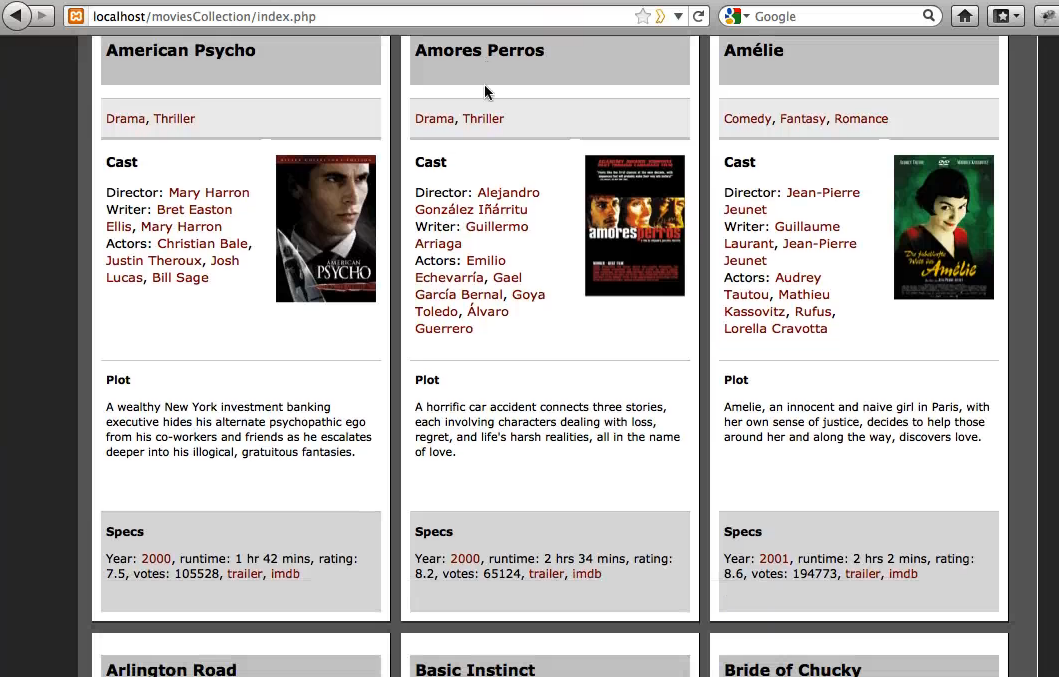 localhost/moviesCollection/index.php
Google
American Psycho
Drama, Thriller
Cast
Director: Mary Harron
Writer: Bret Easton
Ellis, Mary Harron
Actors: Christian Bale,
Justin Theroux, Josh
Lucas, Bill Sage
AMERICAN
PSYCHO
Plot
A wealthy New York investment banking
executive hides his alternate psychopathic ego
from his co-workers and friends as he escalates
deeper into his illogical, gratuitous fantasies.
Specs
Year: 2000, runtime: 1 hr 42 mins, rating:
7.5, votes: 105528, trailer, imdb
Amores Perros
Drama, Thriller
Cast
Director: Alejandro
González Iñárritu
Writer: Guillermo
Arriaga
Actors: Emilio
Echevarría, Gael
García Bernal, Goya
Toledo, Álvaro
Guerrero
amoresperros
Plot
A horrific car accident connects three stories,
each involving characters dealing with loss,
regret, and life's harsh realities, all in the name
of love.
Specs
Year: 2000, runtime: 2 hrs 34 mins, rating:
8.2, votes: 65124, trailer, imdb
Amélie
Comedy, Fantasy, Romance
Cast
Director: Jean-Pierre
Jeunet
Writer: Guillaume
Laurant, Jean-Pierre
Jeunet
Actors: Audrey
Tautou, Mathieu
Kassovitz, Rufus,
Lorella Cravotta
Die fabelhafte
Welt der
Amélie
Plot
Amelie, an innocent and naive girl in Paris, with
her own sense of justice, decides to help those
around her and along the way, discovers love.
Specs
Year: 2001, runtime: 2 hrs 2 mins, rating:
8.6, votes: 194773, trailer, imdb
Arlington Road
Basic Instinct
Bride of Chucky